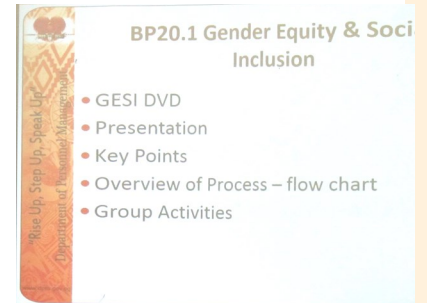 BP20.1 Gender Equity & Soci
Inclusion
• GESI DVD
• Presentation
• Key Points
• Overview of Process – flow chart
• Group Activities
"Rise Up, Step Up, Speak Up"
Department of Personnel Management